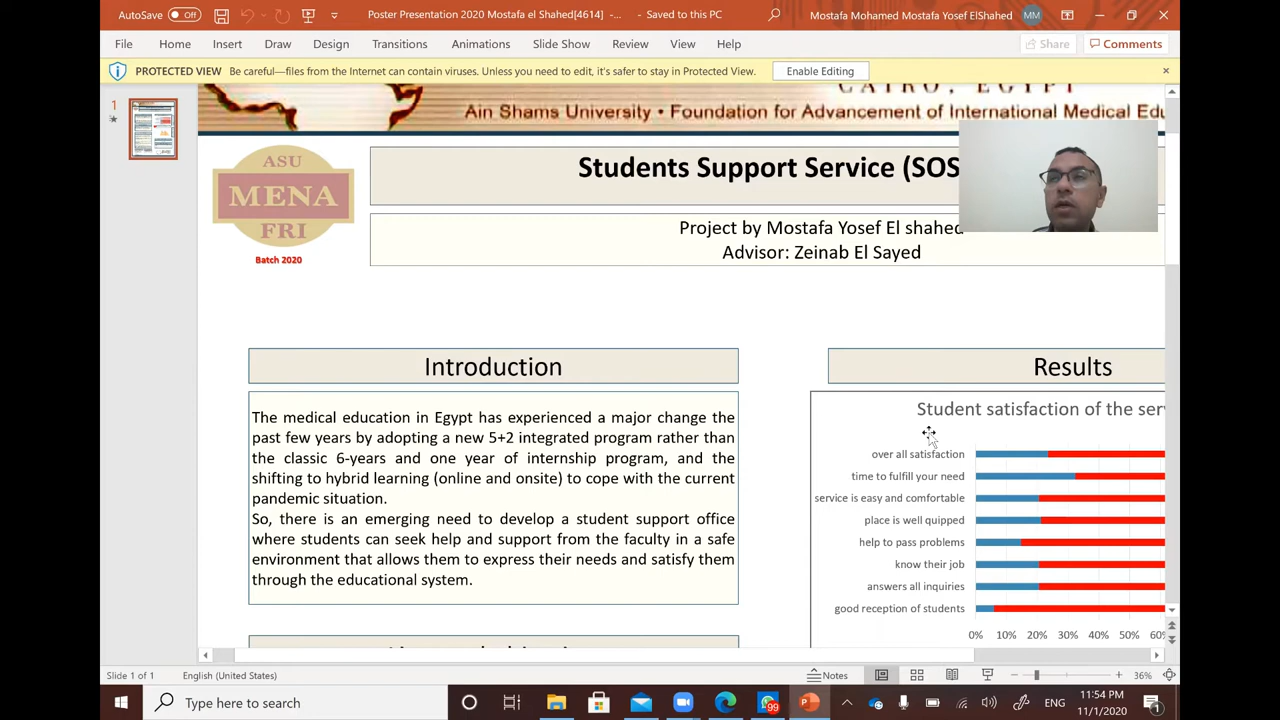 AutoSave Off
Poster Presentation 2020 Mostafa el Shahed[4614] -... - Saved to this PC
Mostafa Mohamed Mostafa Yosef ElShahed MM
File Home Insert Draw Design Transitions Animations Slide Show Review View Help Share Comments
PROTECTED VIEW Be careful—files from the Internet can contain viruses. Unless you need to edit, it's safer to stay in Protected View. Enable Editing
1
CAIRO, EGYPT
Ain Shams University • Foundation for Advancement of International Medical Edu
ASU
MENA
FRI
Batch 2020
Students Support Service (SOS
Project by Mostafa Yosef El shahed
Advisor: Zeinab El Sayed
Introduction
The medical education in Egypt has experienced a major change the
past few years by adopting a new 5+2 integrated program rather than
the classic 6-years and one year of internship program, and the
shifting to hybrid learning (online and onsite) to cope with the current
pandemic situation.
So, there is an emerging need to develop a student support office
where students can seek help and support from the faculty in a safe
environment that allows them to express their needs and satisfy them
through the educational system.
Results
Student satisfaction of the ser
over all satisfaction
time to fulfill your need
service is easy and comfortable
place is well quipped
help to pass problems
know their job
answers all inquiries
good reception of students
0% 10% 20% 30% 40% 50% 60
Slide 1 of 1 English (United States) Notes 36%
Type here to search
99
ENG
11:54 PM
11/1/2020
1